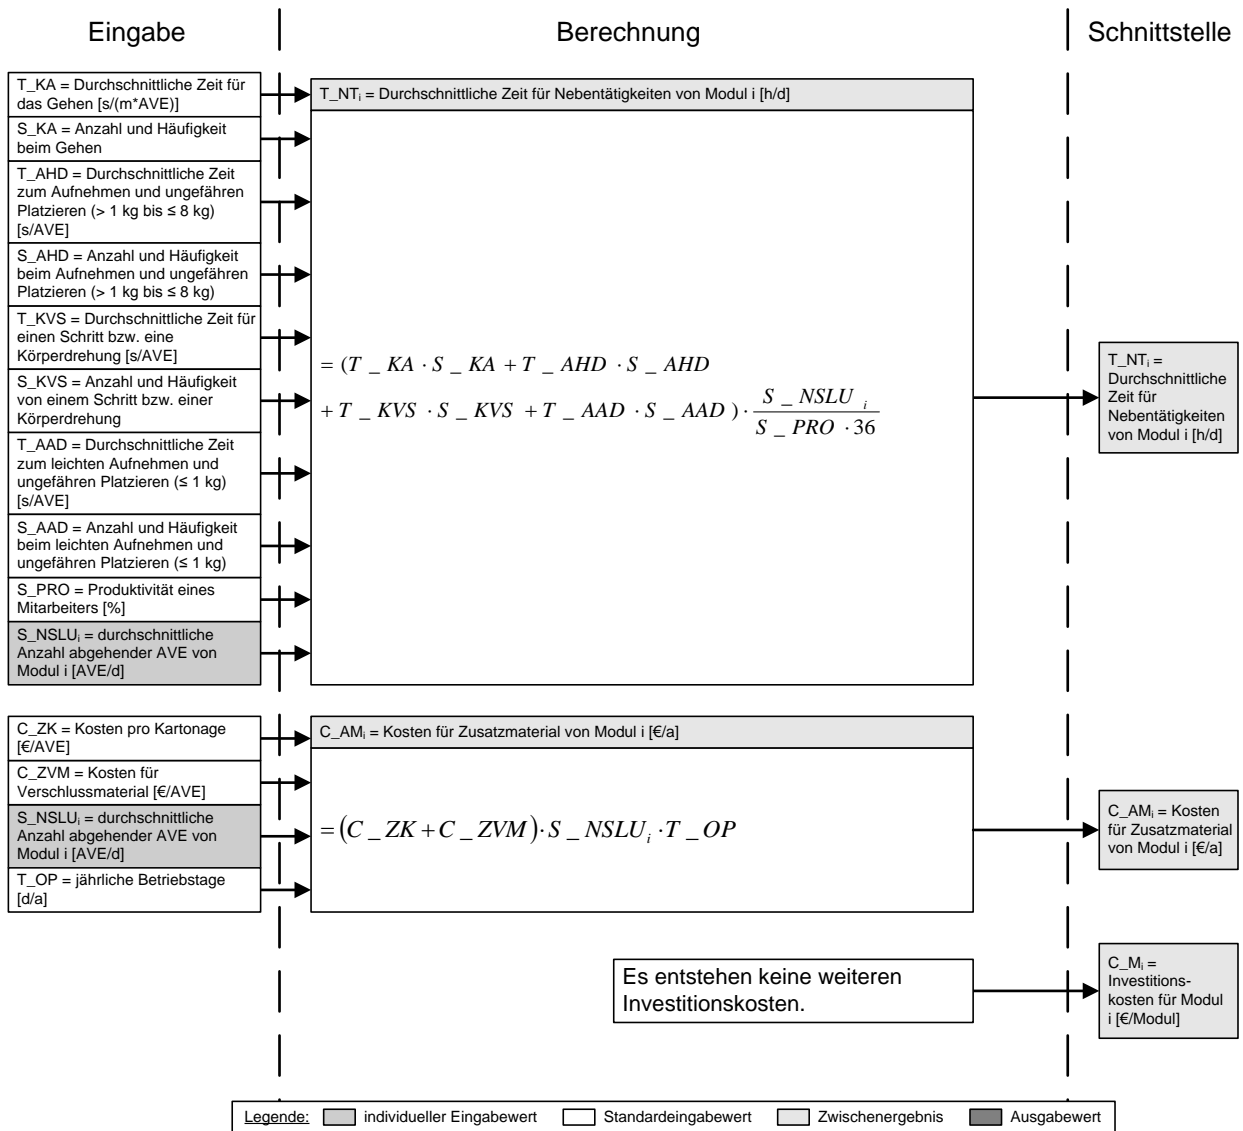 Eingabe
Berechnung
Schnittstelle
T_KA = Durchschnittliche Zeit für
das Gehen [s/(m*AVE)]
S_KA = Anzahl und Häufigkeit
beim Gehen
T_AHD = Durchschnittliche Zeit
zum Aufnehmen und ungefähren
Platzieren (> 1 kg bis ≤ 8 kg)
[s/AVE]
S_AHD = Anzahl und Häufigkeit
beim Aufnehmen und ungefähren
Platzieren (> 1 kg bis ≤ 8 kg)
T_KVS = Durchschnittliche Zeit für
einen Schritt bzw. eine
Körperdrehung [s/AVE]
S_KVS = Anzahl und Häufigkeit
von einem Schritt bzw. einer
Körperdrehung
T_AAD = Durchschnittliche Zeit
zum leichten Aufnehmen und
ungefähren Platzieren (≤ 1 kg)
[s/AVE]
S_AAD = Anzahl und Häufigkeit
beim leichten Aufnehmen und
ungefähren Platzieren (≤ 1 kg)
S_PRO = Produktivität eines
Mitarbeiters [%]
S_NSLUᵢ = durchschnittliche
Anzahl abgehender AVE von
Modul i [AVE/d]
T_NTᵢ = Durchschnittliche Zeit für Nebentätigkeiten von Modul i [h/d]
= (T _ KA · S _ KA + T _ AHD · S _ AHD
+ T _ KVS · S _ KVS + T _ AAD · S _ AAD ) · S _ NSLU ᵢ
S _ PRO · 36
T_NTᵢ =
Durchschnittliche
Zeit für
Nebentätigkeiten
von Modul i [h/d]
C_ZK = Kosten pro Kartonage
[€/AVE]
C_ZVM = Kosten für
Verschlussmaterial [€/AVE]
S_NSLUᵢ = durchschnittliche
Anzahl abgehender AVE von
Modul i [AVE/d]
T_OP = jährliche Betriebstage
[d/a]
C_AMᵢ = Kosten für Zusatzmaterial von Modul i [€/a]
= (C _ ZK + C _ ZVM) · S _ NSLUᵢ · T _ OP
C_AMᵢ = Kosten
für Zusatzmaterial
von Modul i [€/a]
Es entstehen keine weiteren
Investitionskosten.
C_Mᵢ =
Investitions-
kosten für Modul
i [€/Modul]
Legende: individueller Eingabewert Standardeingabewert Zwischenergebnis Ausgabewert